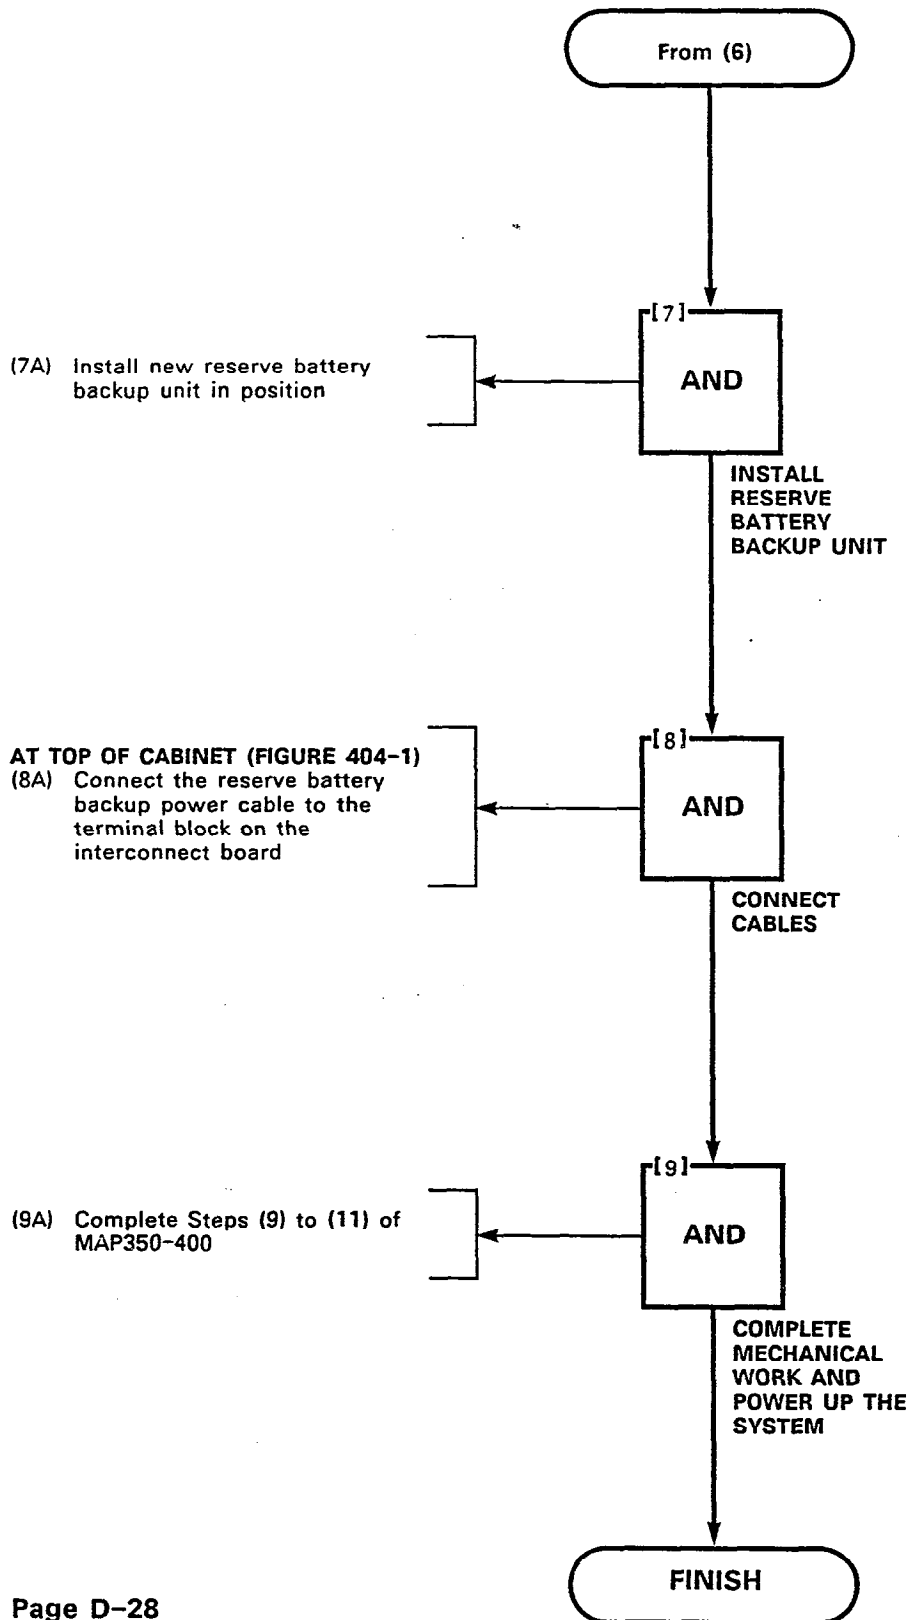 From (6)
[7]
(7A) Install new reserve battery
backup unit in position
AND
INSTALL
RESERVE
BATTERY
BACKUP UNIT
[8]
AT TOP OF CABINET (FIGURE 404-1)
(8A) Connect the reserve battery
backup power cable to the
terminal block on the
interconnect board
AND
CONNECT
CABLES
[9]
(9A) Complete Steps (9) to (11) of
MAP350-400
AND
COMPLETE
MECHANICAL
WORK AND
POWER UP THE
SYSTEM
FINISH
Page D-28